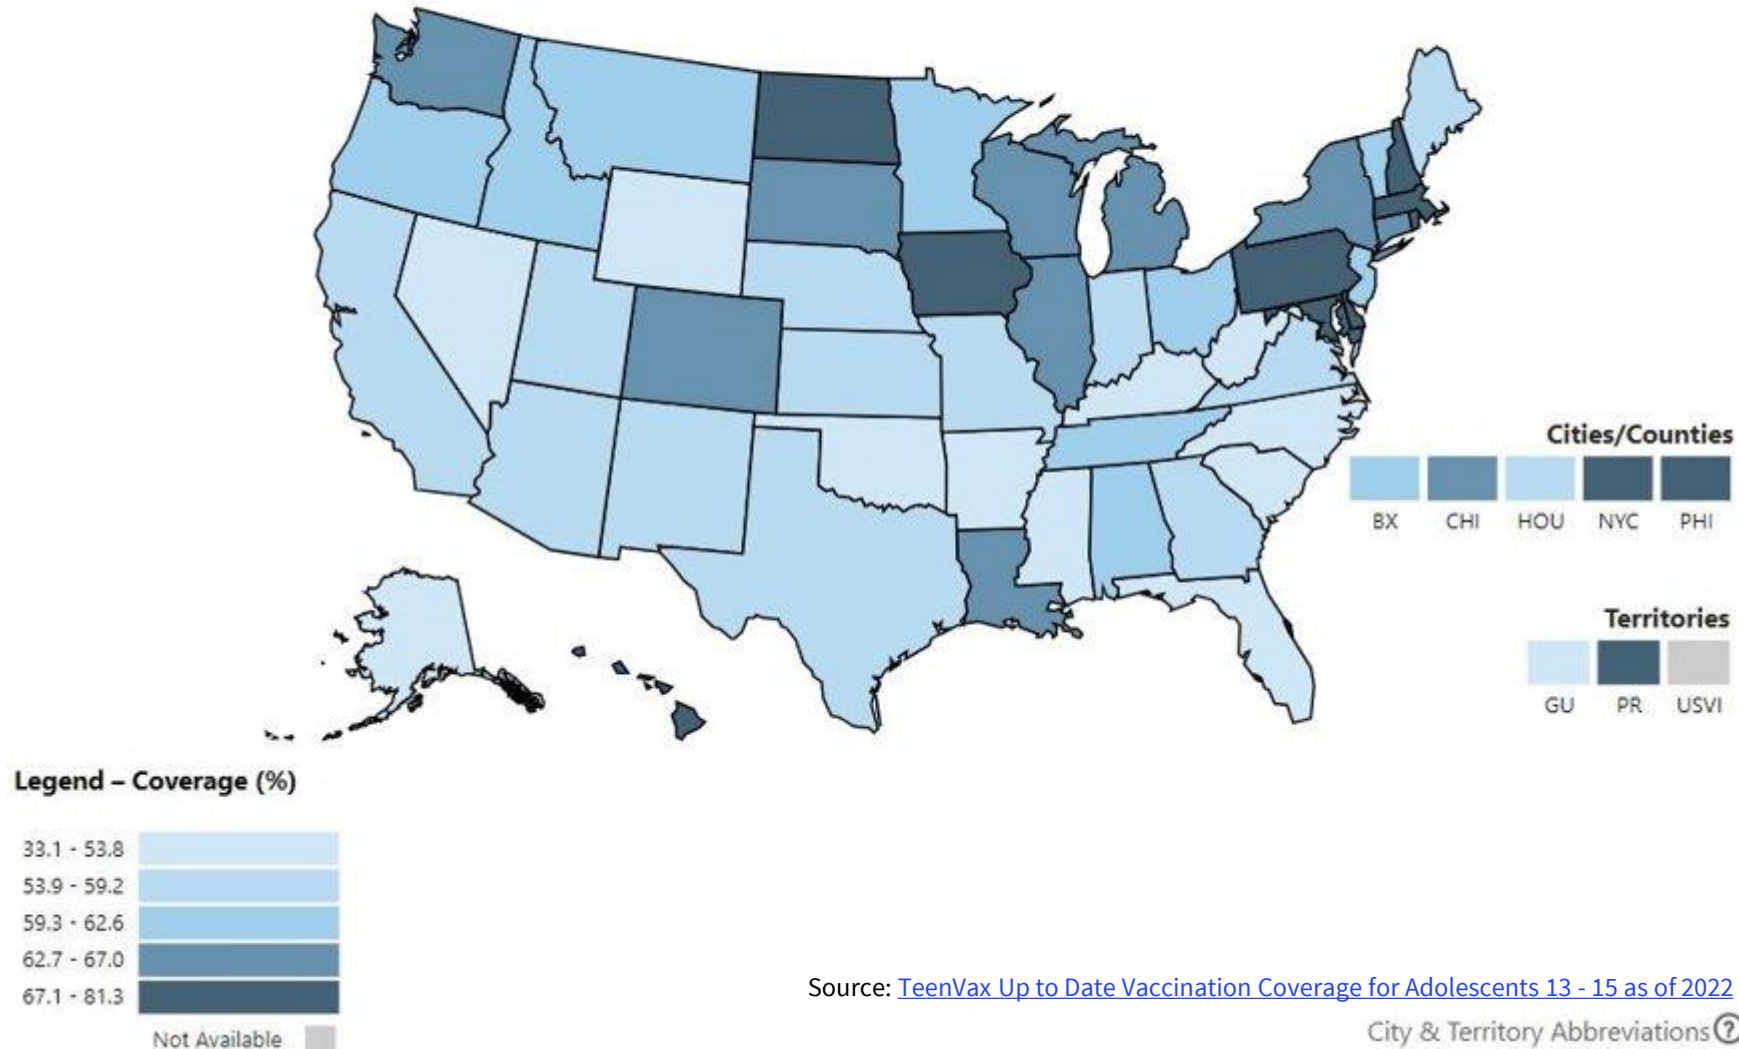 Cities/Counties
BX CHI HOU NYC PHI
Territories
GU PR USVI
Legend – Coverage (%)
33.1 - 53.8
53.9 - 59.2
59.3 - 62.6
62.7 - 67.0
67.1 - 81.3
Not Available
Source: TeenVax Up to Date Vaccination Coverage for Adolescents 13 - 15 as of 2022
City & Territory Abbreviations ?